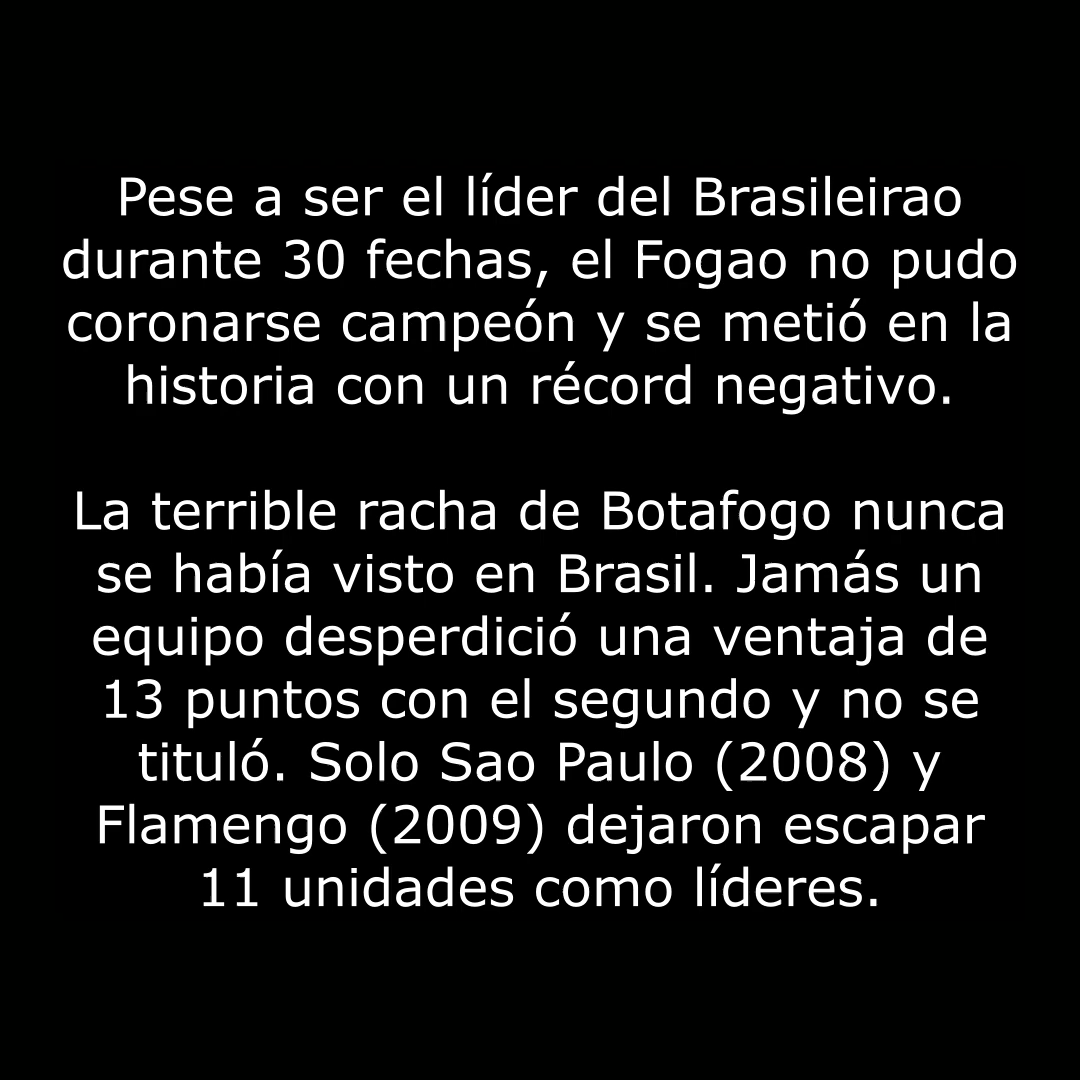 Pese a ser el líder del Brasileirao
durante 30 fechas, el Fogao no pudo
coronarse campeón y se metió en la
historia con un récord negativo.
La terrible racha de Botafogo nunca
se había visto en Brasil. Jamás un
equipo desperdició una ventaja de
13 puntos con el segundo y no se
tituló. Solo Sao Paulo (2008) y
Flamengo (2009) dejaron escapar
11 unidades como líderes.